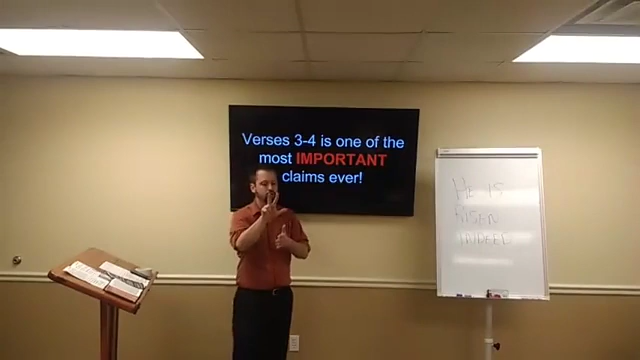 Verses 3-4 is one of the
most IMPORTANT
claims ever!
HE IS
RISEN
INDEED